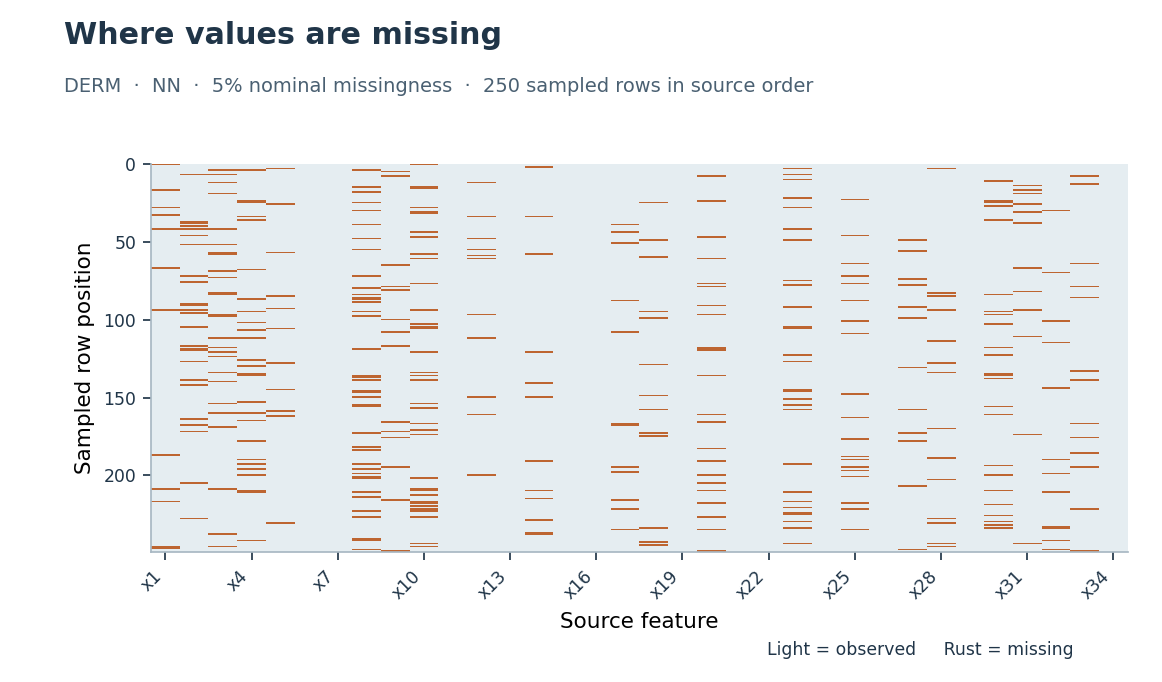 Where values are missing
DERM · NN · 5% nominal missingness · 250 sampled rows in source order
0
50
100
150
200
Sampled row position
x1 x4 x7 x10 x13 x16 x19 x22 x25 x28 x31 x34
Source feature
Light = observed Rust = missing